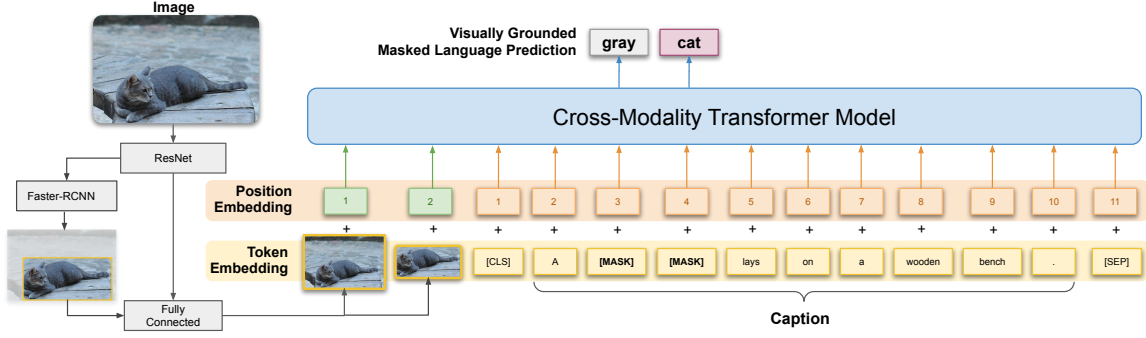 Image
Visually Grounded
Masked Language Prediction
gray cat
Cross-Modality Transformer Model
ResNet
Faster-RCNN
Position
Embedding
1 2 1 2 3 4 5 6 7 8 9 10 11
+ + + + + + + + + + + + +
Token
Embedding
[CLS] A [MASK] [MASK] lays on a wooden bench . [SEP]
Fully
Connected
Caption